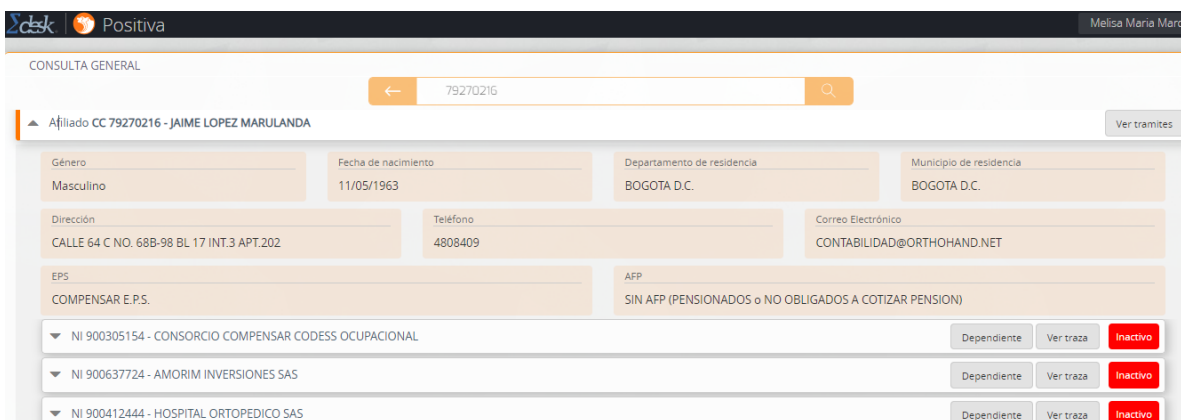 Σdesk. Positiva Melisa Maria
CONSULTA GENERAL
79270216
Afiliado CC 79270216 - JAIME LOPEZ MARULANDA Ver tramites
Género Fecha de nacimiento Departamento de residencia Municipio de residencia
Masculino 11/05/1963 BOGOTA D.C. BOGOTA D.C.
Dirección Teléfono Correo Electrónico
CALLE 64 C NO. 68B-98 BL 17 INT.3 APT.202 4808409 CONTABILIDAD@ORTHOHAND.NET
EPS AFP
COMPENSAR E.P.S. SIN AFP (PENSIONADOS o NO OBLIGADOS A COTIZAR PENSION)
NI 900305154 - CONSORCIO COMPENSAR CODESS OCUPACIONAL Dependiente Ver traza Inactivo
NI 900637724 - AMORIM INVERSIONES SAS Dependiente Ver traza Inactivo
NI 900412444 - HOSPITAL ORTOPEDICO SAS Dependiente Ver traza Inactivo